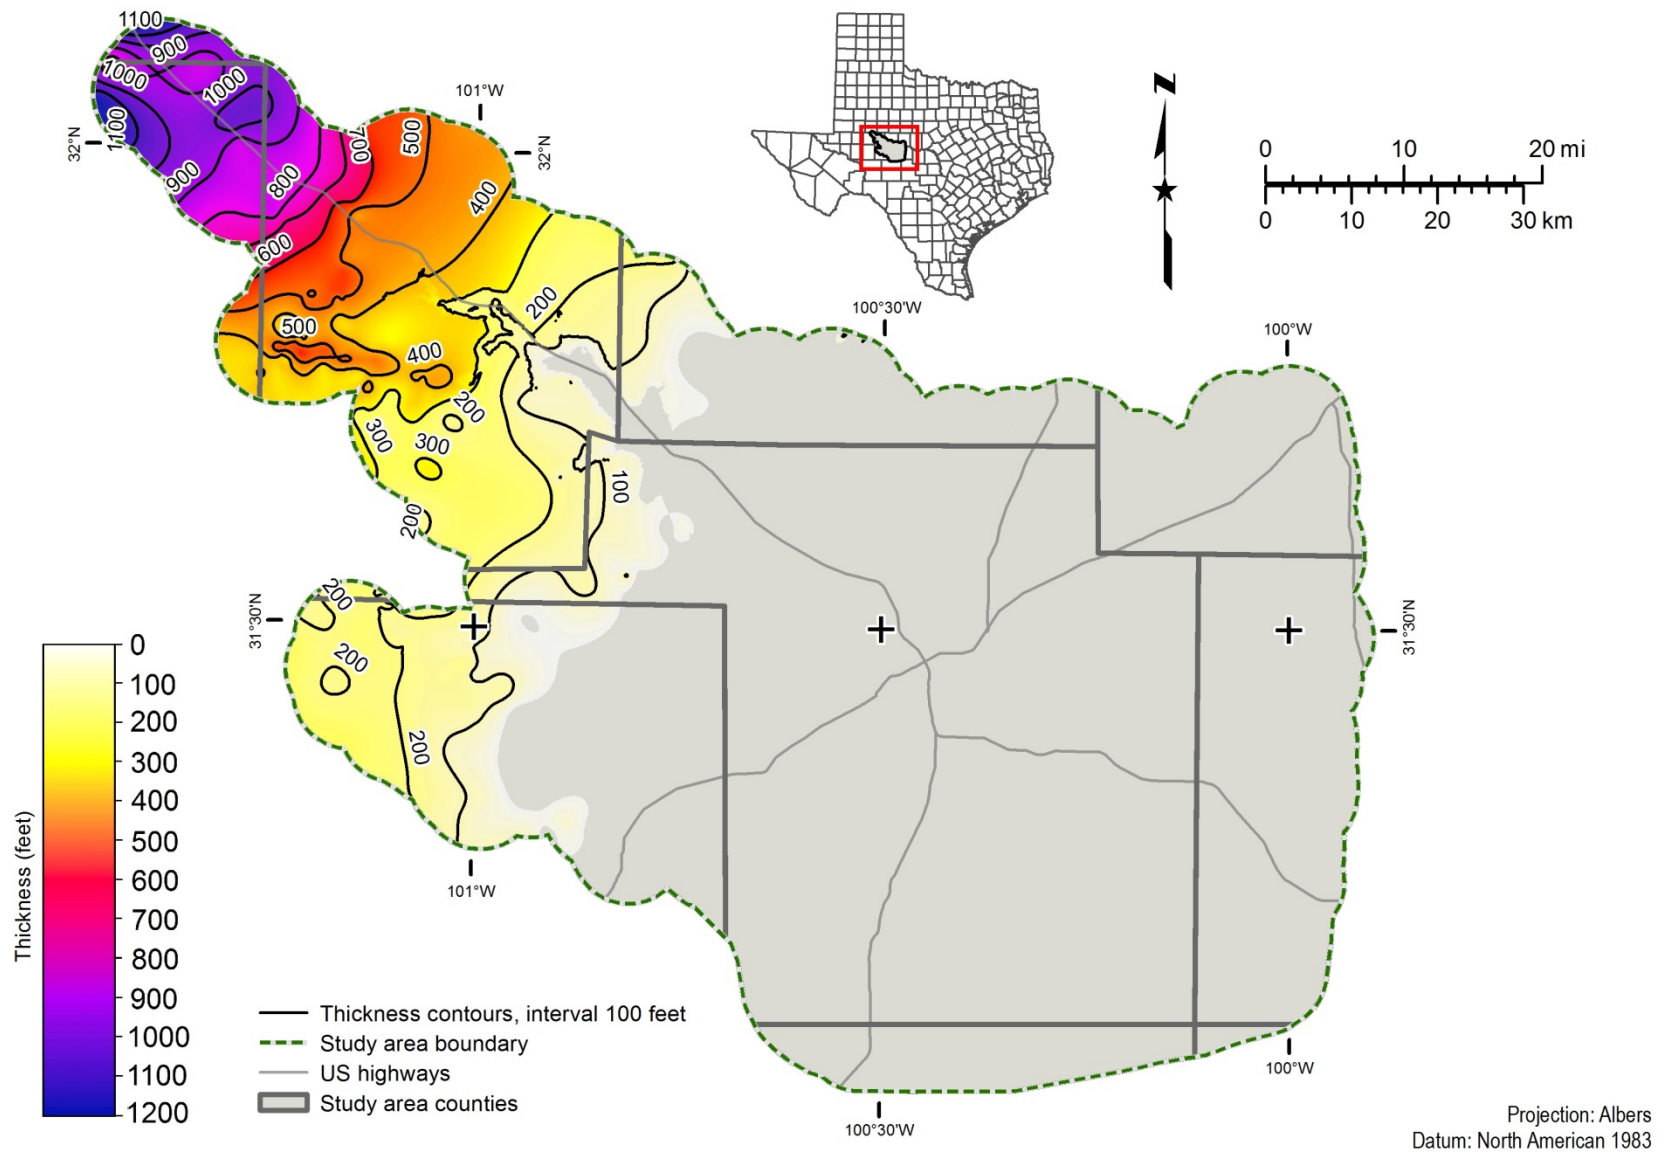 1100
900
1000
1000
1100
900
800
700
500
400
600
500
400
200
200
300
300
200
100
200
200
200
101°W
32°N
32°N
100°30'W
100°W
31°30'N
31°30'N
101°W
100°W
100°30'W
N
0 10 20 mi
0 10 20 30 km
Thickness (feet)
0
100
200
300
400
500
600
700
800
900
1000
1100
1200
Thickness contours, interval 100 feet
Study area boundary
US highways
Study area counties
Projection: Albers
Datum: North American 1983